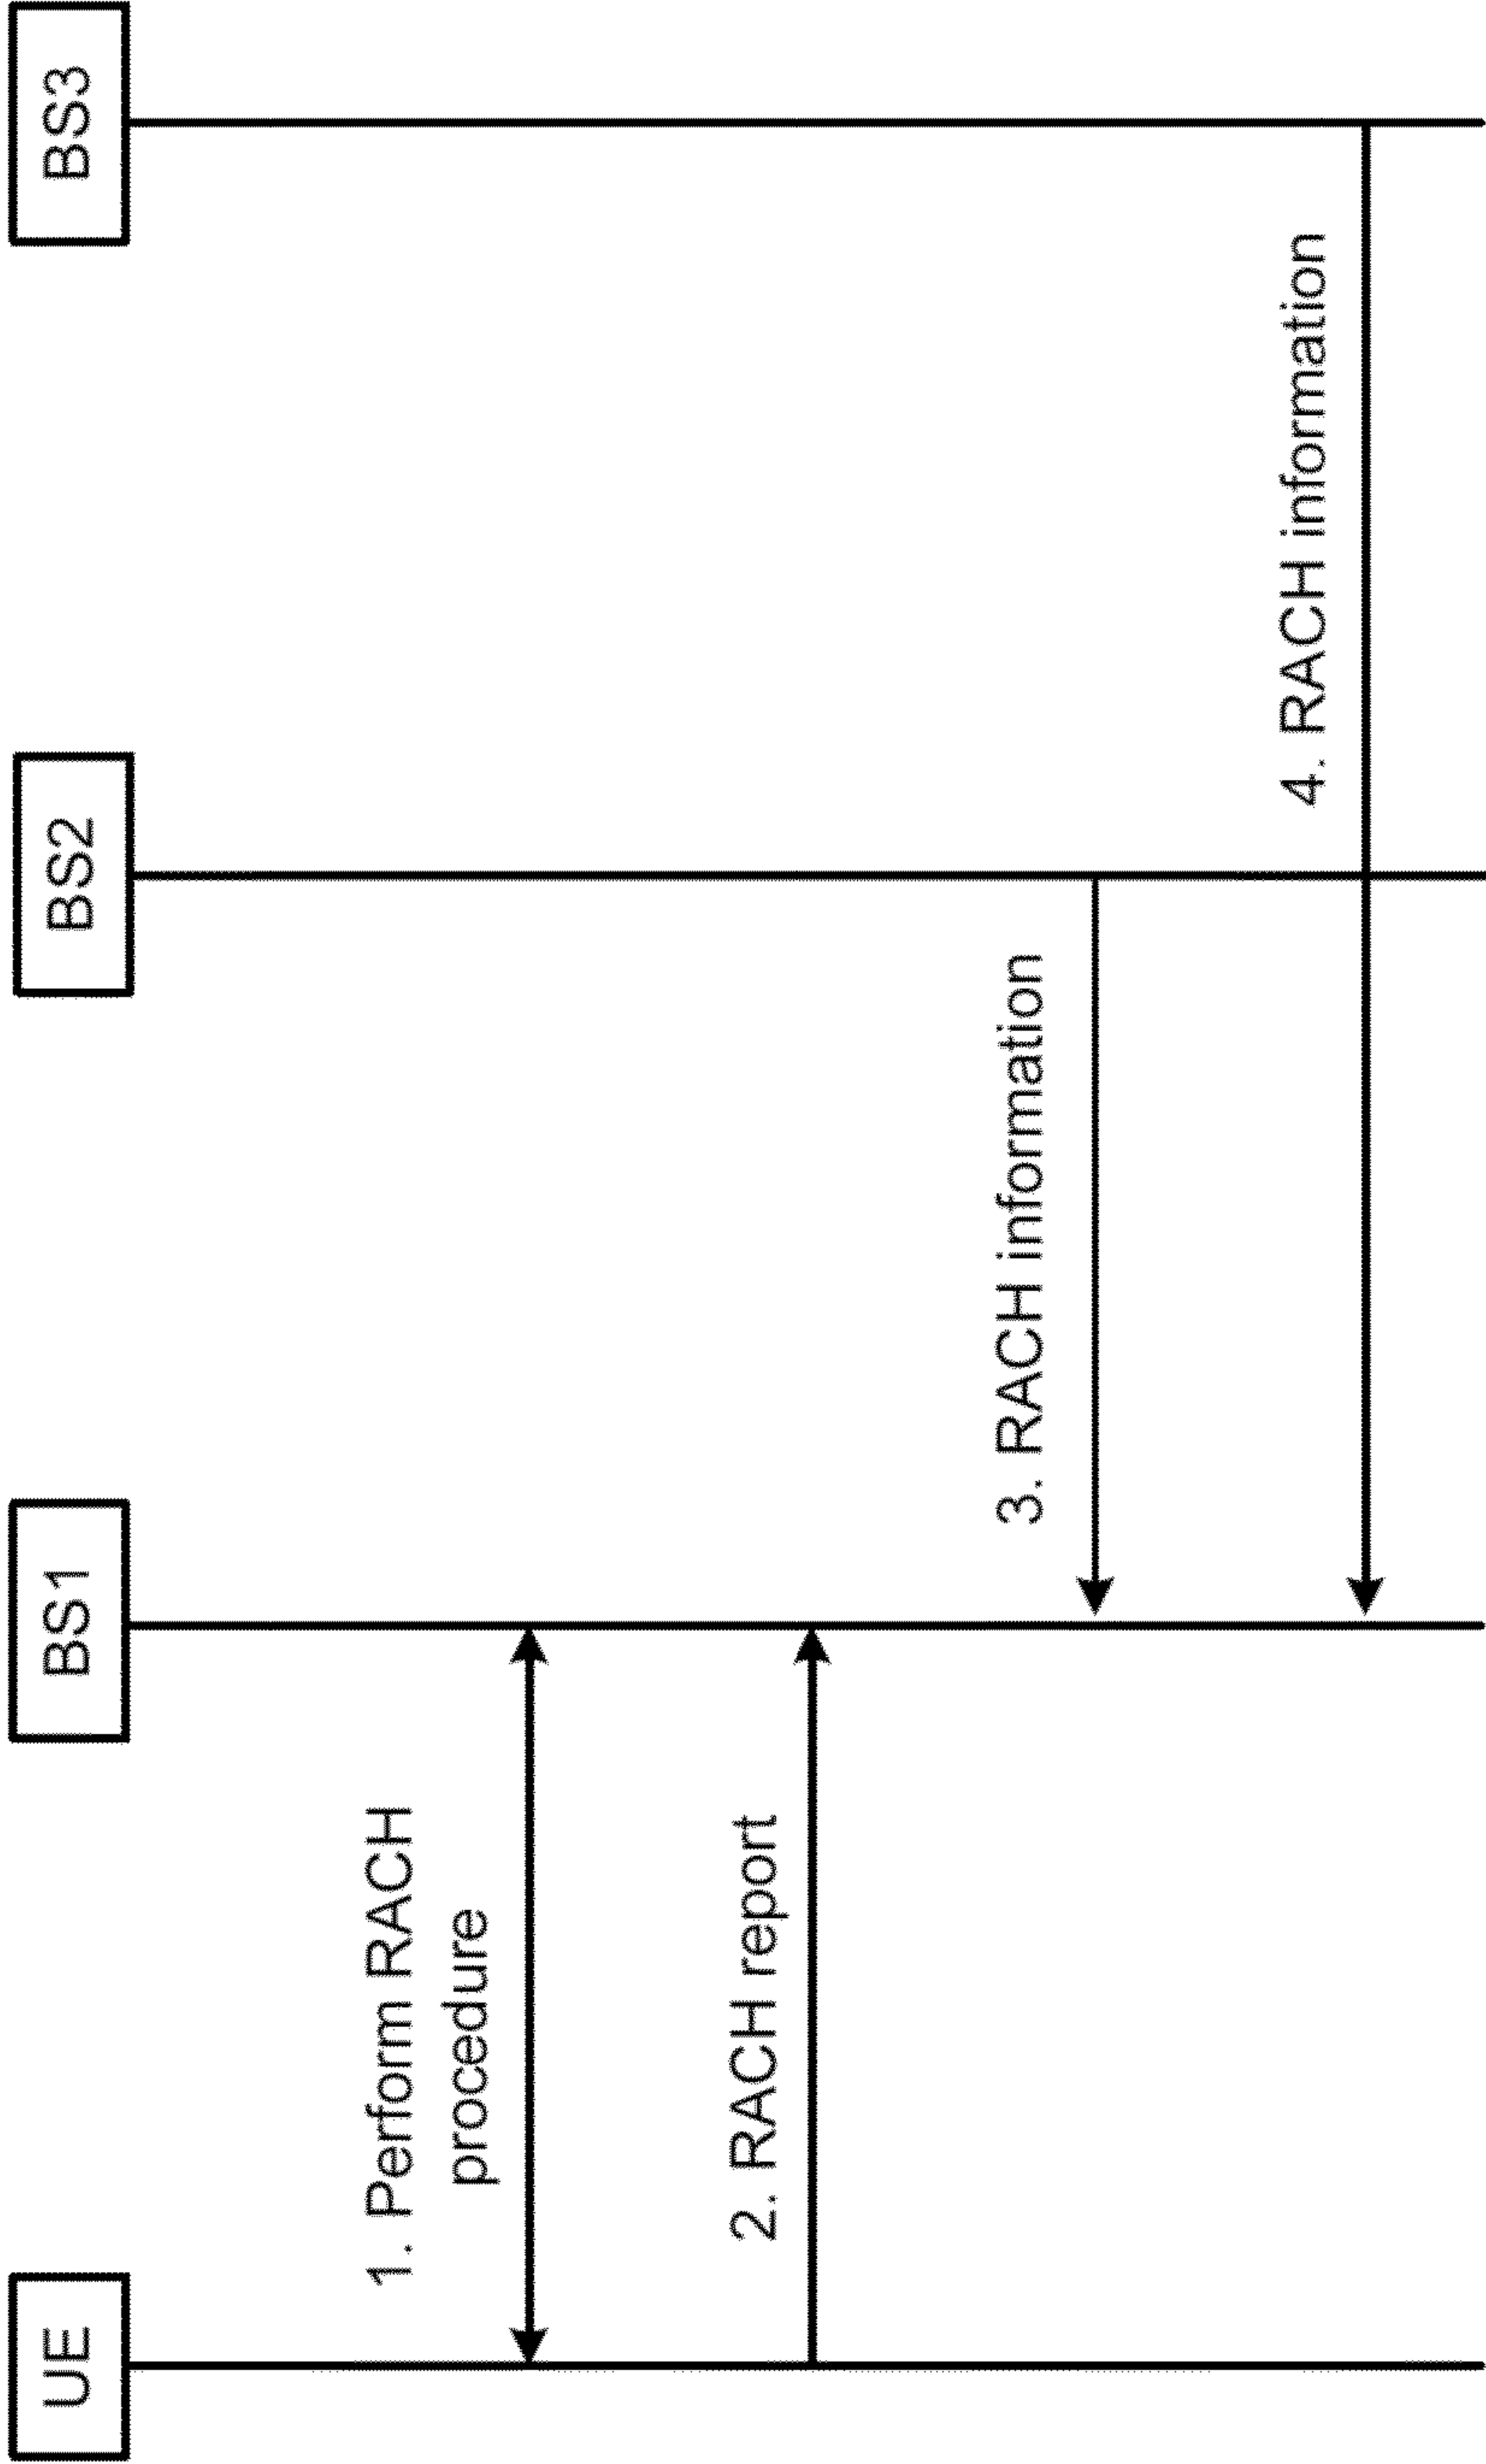 UE
BS1
BS2
BS3
1. Perform RACH
procedure
2. RACH report
3. RACH information
4. RACH information